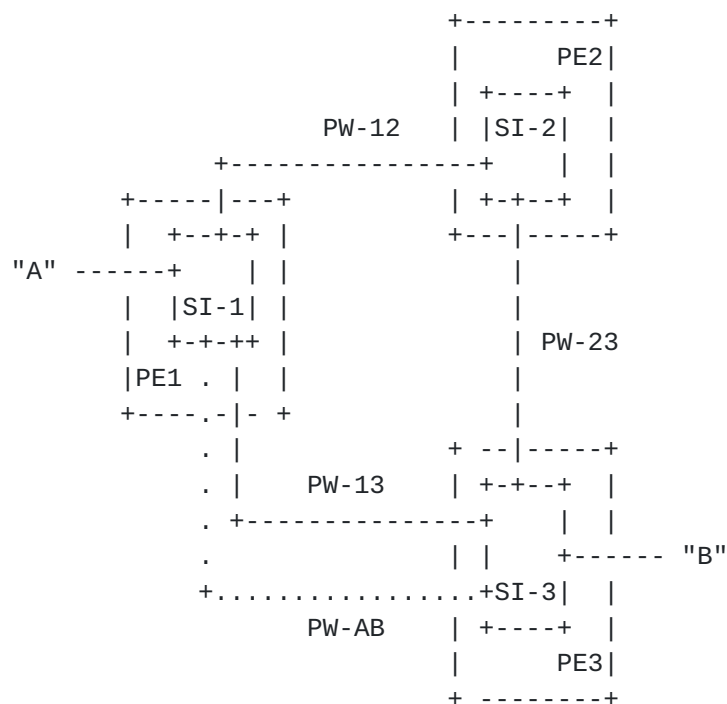 +---------+
                                                         |      PE2|
                                                         | +----+  |
                                        PW-12            | |SI-2|  |
                           +----------------+    |  |
               +-----|---+                   | +-+--+  |
               |  +--+-+ |                   +---|-----+
"A" ------+    | |                       |
               |  |SI-1| |                       |
               |  +-+-++ |                       | PW-23
               |PE1 . |  |                       |
               +----.-|- +                       |
                    . |                      + --|-----+
                    . |    PW-13             | +-+--+  |
                    . +----------------+    |  |
                    .                        | |    +------ "B"
                    +.................+SI-3|  |
                           PW-AB             | +----+  |
                                             |      PE3|
                                             + --------+